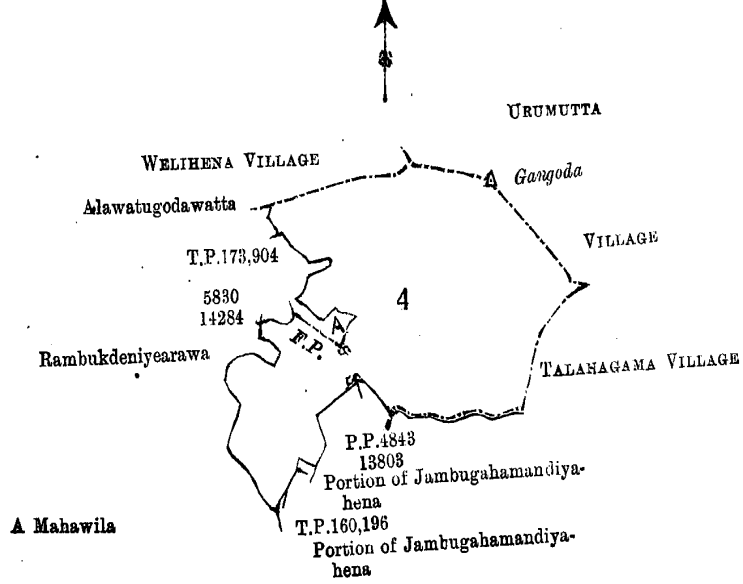 URUMUTTA
WELIHENA VILLAGE
Gangoda
Alawatugodawatta
VILLAGE
T.P.173,904
5830
14284
4
A
F.P.
Rambukdeniyearawa
TALAHAGAMA VILLAGE
P.P.4843
13803
Portion of Jambugahamandiya-
hena
A Mahawila
T.P.160,196
Portion of Jambugahamandiya-
hena